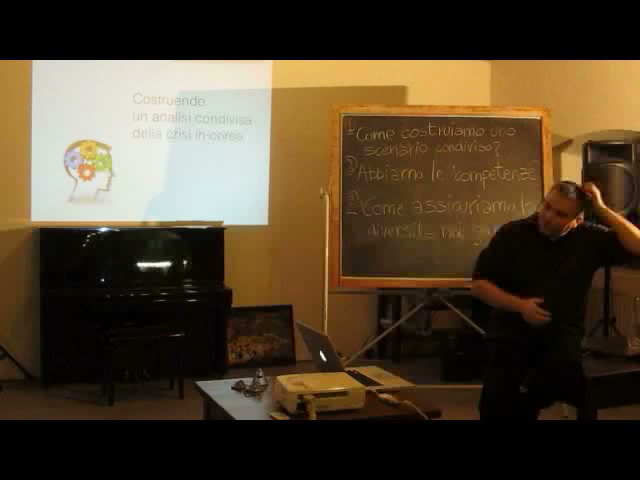 Costruendo
un analisi condivisa
della crisi in corso
1) Come costruiamo uno
scenario condiviso?
2) Abbiamo le competenze
Come assicuriamo la